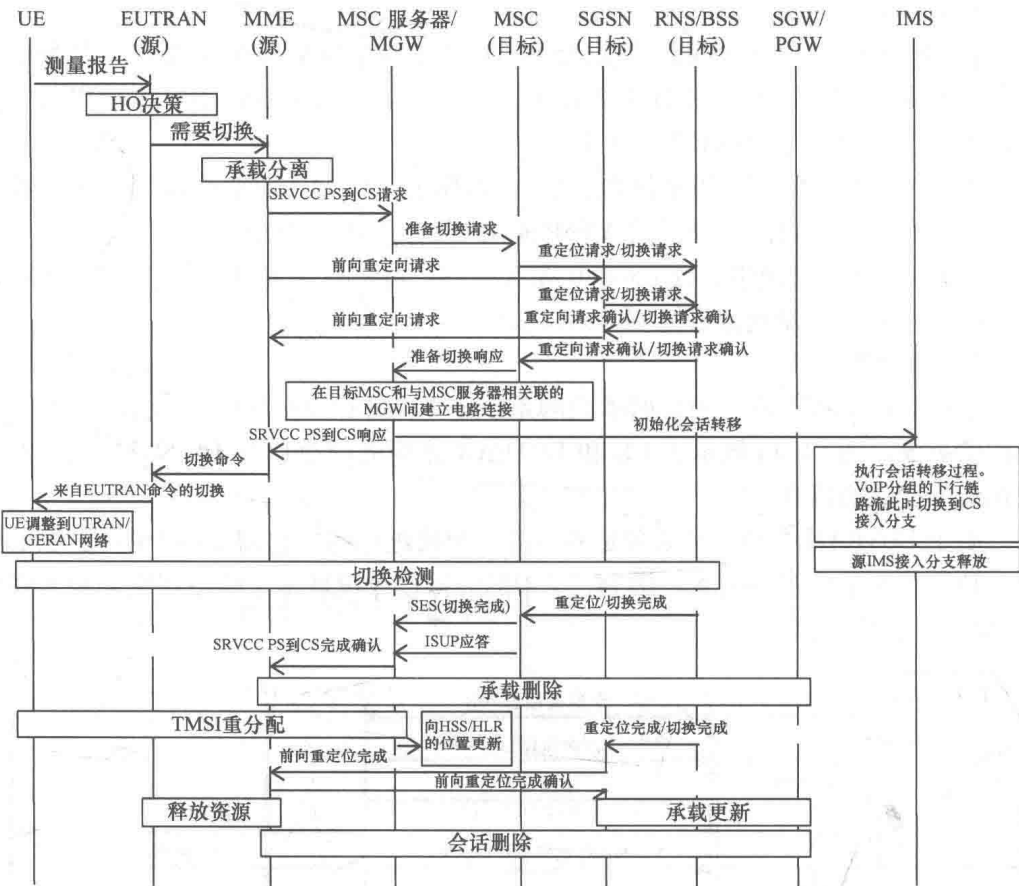 UE
EUTRAN
(源)
MME
(源)
MSC 服务器/
MGW
MSC
(目标)
SGSN
(目标)
RNS/BSS
(目标)
SGW/
PGW
IMS
测量报告
HO决策
需要切换
承载分离
SRVCC PS到CS请求
准备切换请求
重定位请求/切换请求
前向重定向请求
重定位请求/切换请求
重定向请求确认/切换请求确认
前向重定向请求
重定向请求确认/切换请求确认
准备切换响应
在目标MSC和与MSC服务器相关联的
MGW间建立电路连接
初始化会话转移
SRVCC PS到CS响应
切换命令
执行会话转移过程。
VoIP分组的下行链
路流此时切换到CS
接入分支
来自EUTRAN命令的切换
UE调整到UTRAN/
GERAN网络
源IMS接入分支释放
切换检测
SES(切换完成)
重定位/切换完成
ISUP应答
SRVCC PS到CS完成确认
承载删除
TMSI重分配
向HSS/HLR
的位置更新
重定位完成/切换完成
前向重定位完成
前向重定位完成确认
释放资源
承载更新
会话删除